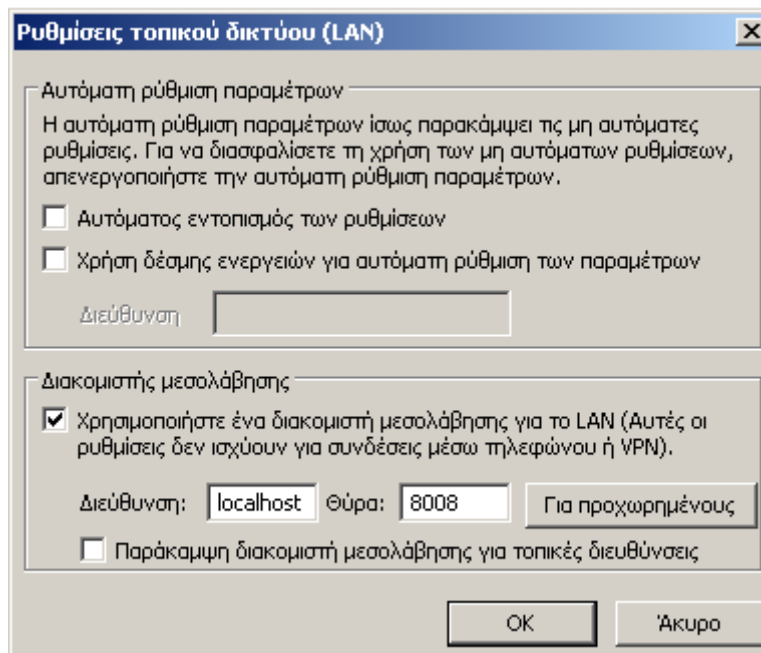 Ρυθμίσεις τοπικού δικτύου (LAN)
Αυτόματη ρύθμιση παραμέτρων
Η αυτόματη ρύθμιση παραμέτρων ίσως παρακάμψει τις μη αυτόματες
ρυθμίσεις. Για να διασφαλίσετε τη χρήση των μη αυτόματων ρυθμίσεων,
απενεργοποιήστε την αυτόματη ρύθμιση παραμέτρων.
Αυτόματος εντοπισμός των ρυθμίσεων
Χρήση δέσμης ενεργειών για αυτόματη ρύθμιση των παραμέτρων
Διεύθυνση
Διακομιστής μεσολάβησης
Χρησιμοποιήστε ένα διακομιστή μεσολάβησης για το LAN (Αυτές οι
ρυθμίσεις δεν ισχύουν για συνδέσεις μέσω τηλεφώνου ή VPN).
Διεύθυνση: localhost Θύρα: 8008 Για προχωρημένους
Παράκαμψη διακομιστή μεσολάβησης για τοπικές διευθύνσεις
OK Άκυρο